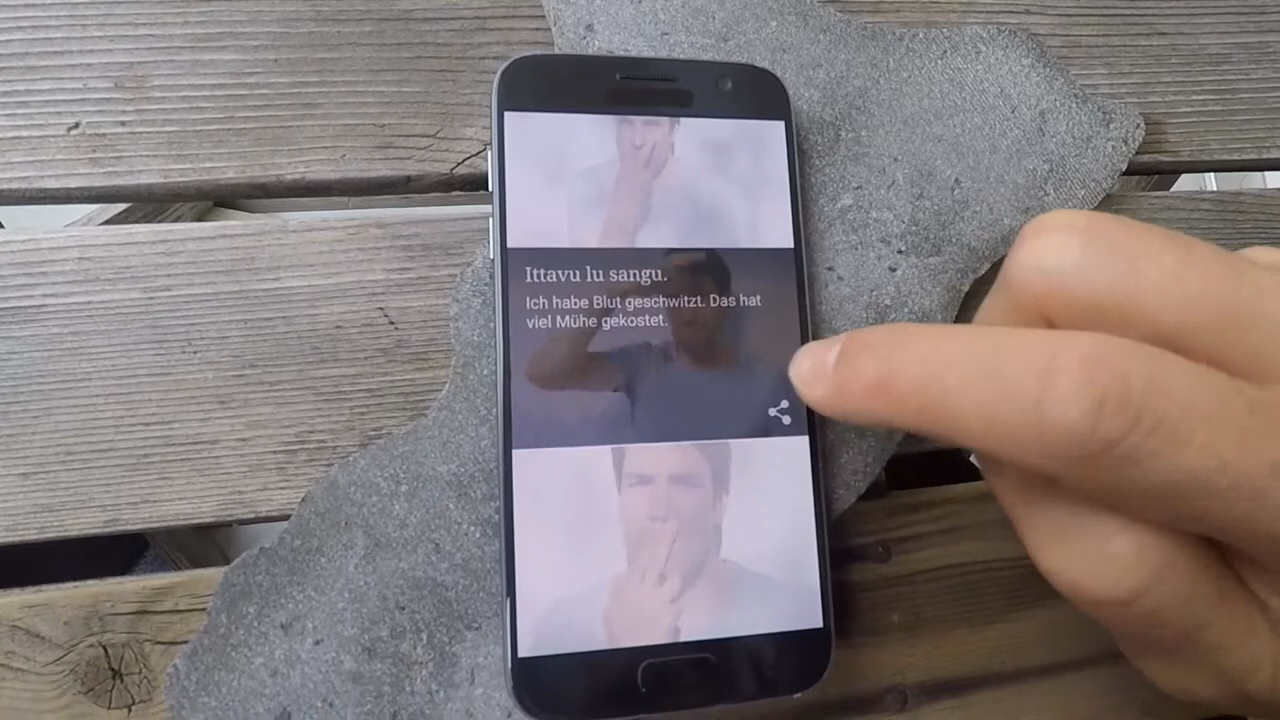 Ittavu lu sangu.
Ich habe Blut geschwitzt. Das hat
viel Mühe gekostet.